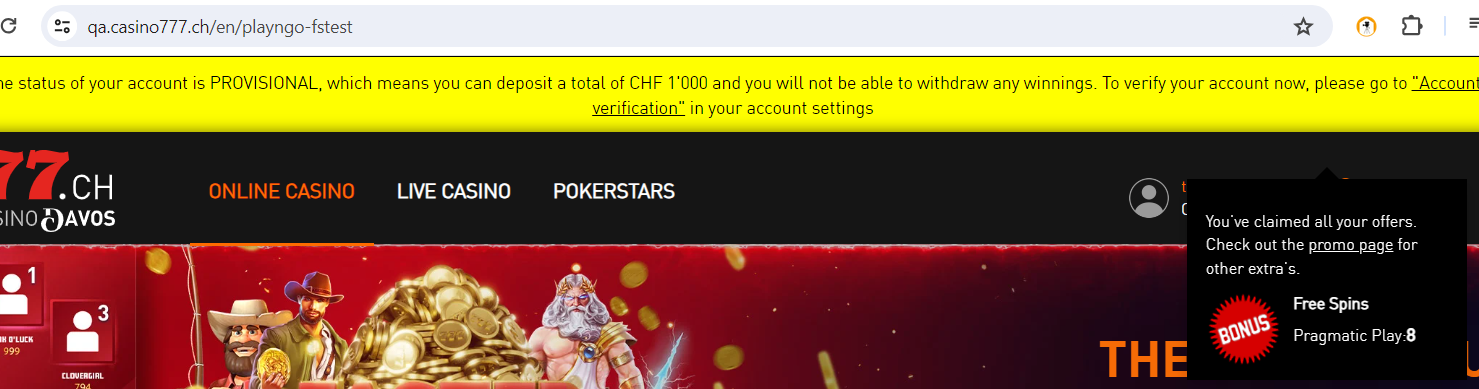 qa.casino777.ch/en/playngo-fstest
status of your account is PROVISIONAL, which means you can deposit a total of CHF 1'000 and you will not be able to withdraw any winnings. To verify your account now, please go to "Account
verification" in your account settings
77.CH
DAVOS
ONLINE CASINO
LIVE CASINO
POKERSTARS
You've claimed all your offers.
Check out the promo page for
other extra's.
BONUS
Free Spins
Pragmatic Play:8
1
999
3
CLOVERGIRL
794
THE